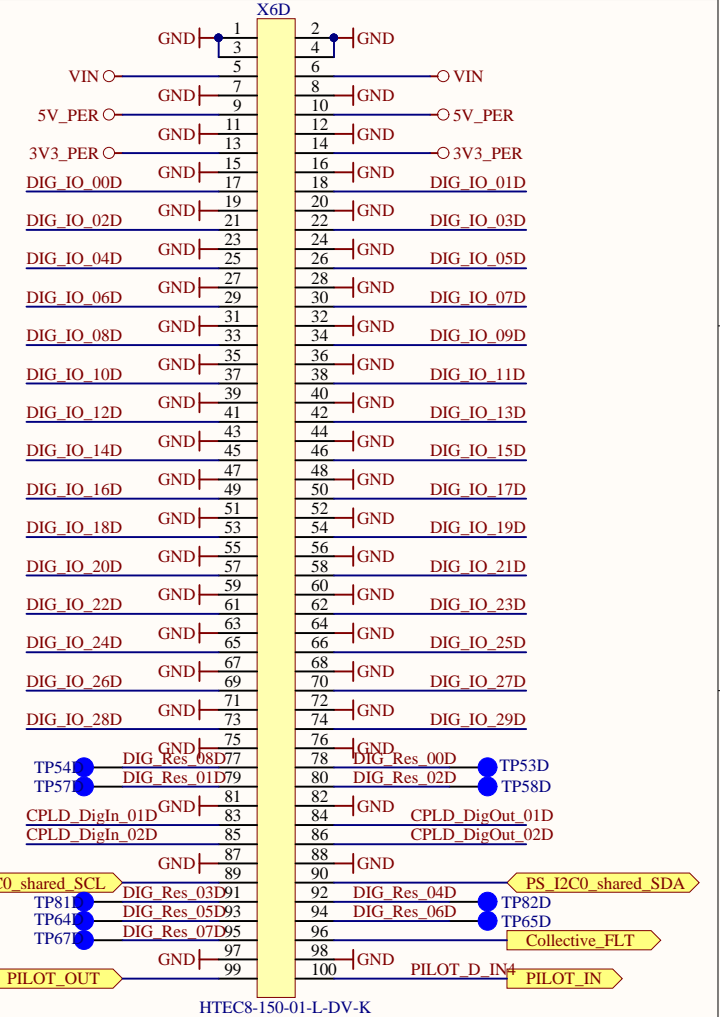 X6D
GND 1 2 GND
3 4
VIN 5 6 VIN
GND 7 8 GND
5V_PER 9 10 5V_PER
GND 11 12 GND
3V3_PER 13 14 3V3_PER
GND 15 16 GND
DIG_IO_00D 17 18 DIG_IO_01D
GND 19 20 GND
DIG_IO_02D 21 22 DIG_IO_03D
GND 23 24 GND
DIG_IO_04D 25 26 DIG_IO_05D
GND 27 28 GND
DIG_IO_06D 29 30 DIG_IO_07D
GND 31 32 GND
DIG_IO_08D 33 34 DIG_IO_09D
GND 35 36 GND
DIG_IO_10D 37 38 DIG_IO_11D
GND 39 40 GND
DIG_IO_12D 41 42 DIG_IO_13D
GND 43 44 GND
DIG_IO_14D 45 46 DIG_IO_15D
GND 47 48 GND
DIG_IO_16D 49 50 DIG_IO_17D
GND 51 52 GND
DIG_IO_18D 53 54 DIG_IO_19D
GND 55 56 GND
DIG_IO_20D 57 58 DIG_IO_21D
GND 59 60 GND
DIG_IO_22D 61 62 DIG_IO_23D
GND 63 64 GND
DIG_IO_24D 65 66 DIG_IO_25D
GND 67 68 GND
DIG_IO_26D 69 70 DIG_IO_27D
GND 71 72 GND
DIG_IO_28D 73 74 DIG_IO_29D
GND 75 76 GND
TP54D DIG_Res_08D 77 78 DIG_Res_00D TP53D
TP57D DIG_Res_01D 79 80 DIG_Res_02D TP58D
GND 81 82 GND
CPLD_DigIn_01D 83 84 CPLD_DigOut_01D
CPLD_DigIn_02D 85 86 CPLD_DigOut_02D
GND 87 88 GND
C0_shared_SCL 89 90 PS_I2C0_shared_SDA
TP81D DIG_Res_03D 91 92 DIG_Res_04D TP82D
TP64D DIG_Res_05D 93 94 DIG_Res_06D TP65D
TP67D DIG_Res_07D 95 96 Collective_FLT
GND 97 98 GND
PILOT_OUT 99 100 PILOT_D_IN4 PILOT_IN
HTEC8-150-01-L-DV-K